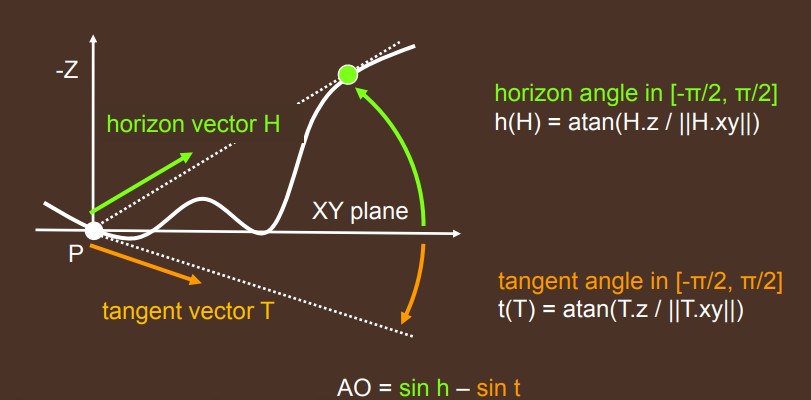 -Z
horizon angle in [-π/2, π/2]
h(H) = atan(H.z / ||H.xy||)
horizon vector H
XY plane
P
tangent angle in [-π/2, π/2]
t(T) = atan(T.z / ||T.xy||)
tangent vector T
AO = sin h – sin t